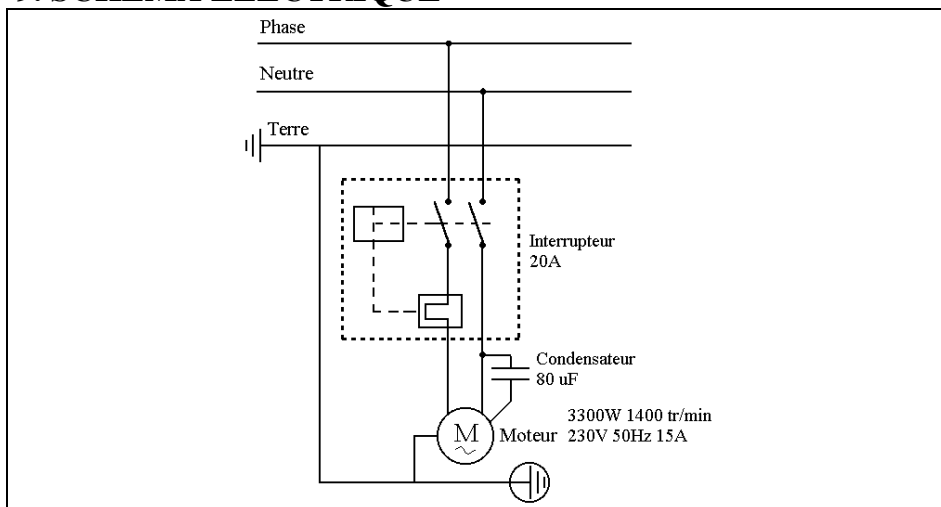 Phase
Neutre
Terre
Interrupteur
20A
Condensateur
80 uF
3300W 1400 tr/min
M
Moteur 230V 50Hz 15A